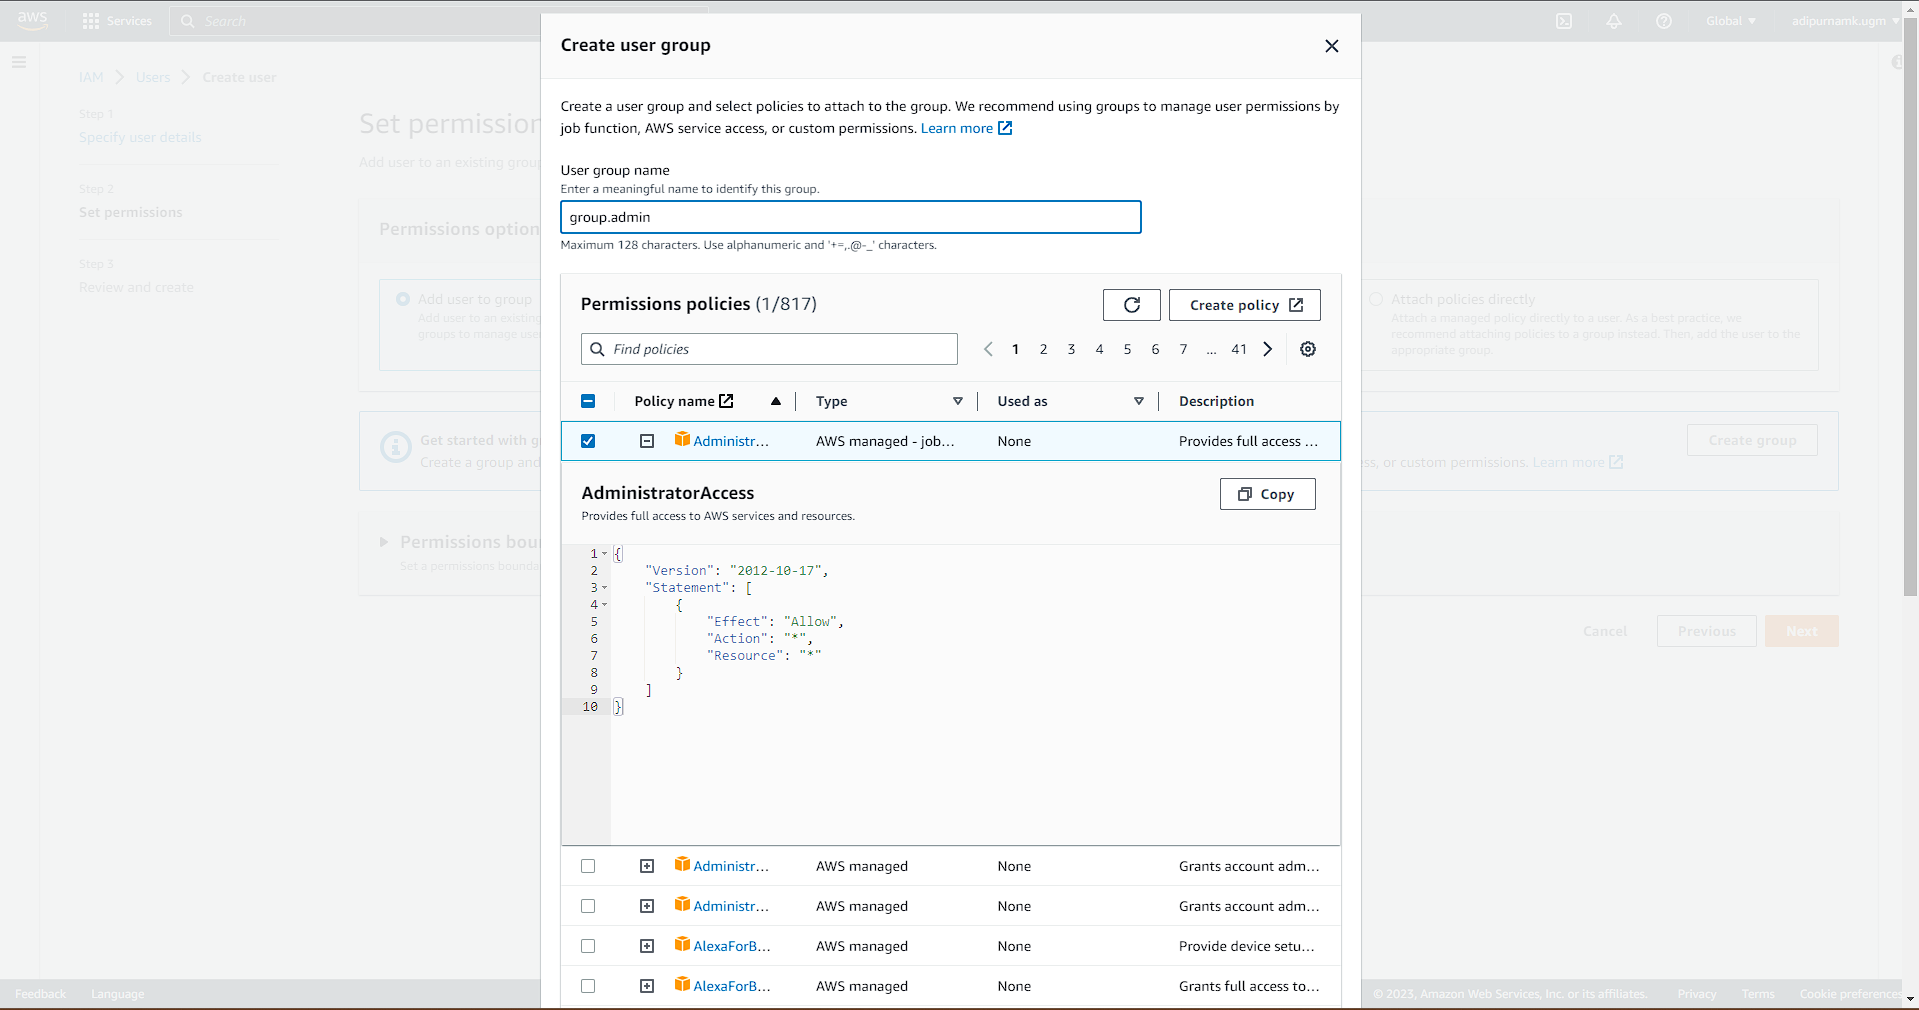 aws
Services
Search
Global
adipurnamk.ugm
IAM
Users
Create user
Step 1
Specify user details
Step 2
Set permissions
Step 3
Review and create
Set permission
Add user to an existing grou
Permissions option
Add user to group
Add user to an existing
groups to manage use
Attach policies directly
Attach a managed policy directly to a user. As a best practice, we
recommend attaching policies to a group instead. Then, add the user to the
appropriate group.
Get started with g
Create a group and
ss, or custom permissions. Learn more
Create group
Permissions bou
Set a permissions bounda
Cancel
Previous
Next
Create user group
Create a user group and select policies to attach to the group. We recommend using groups to manage user permissions by
job function, AWS service access, or custom permissions. Learn more
User group name
Enter a meaningful name to identify this group.
group.admin
Maximum 128 characters. Use alphanumeric and '+=,.@-_' characters.
Permissions policies (1/817)
Create policy
Find policies
1 2 3 4 5 6 7 ... 41
Policy name Type Used as Description
Administr... AWS managed - job... None Provides full access ...
AdministratorAccess
Copy
Provides full access to AWS services and resources.
1 {
2 "Version": "2012-10-17",
3 "Statement": [
4 {
5 "Effect": "Allow",
6 "Action": "*",
7 "Resource": "*"
8 }
9 ]
10 }
Administr... AWS managed None Grants account adm...
Administr... AWS managed None Grants account adm...
AlexaForB... AWS managed None Provide device setu...
AlexaForB... AWS managed None Grants full access to...
Feedback
Language
© 2023, Amazon Web Services, Inc. or its affiliates.
Privacy
Terms
Cookie preferences